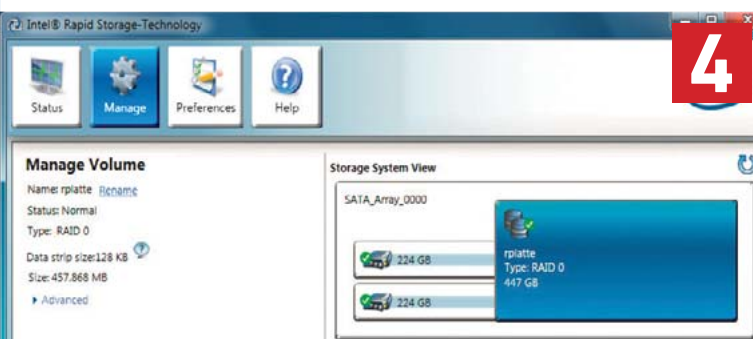 Intel® Rapid Storage-Technology
4
Status
Manage
Preferences
Help
Manage Volume
Name: rplatte Rename
Status: Normal
Type: RAID 0
Data strip size:128 KB ?
Size: 457.868 MB
Advanced
Storage System View
SATA_Array_0000
224 GB
224 GB
rplatte
Type: RAID 0
447 GB